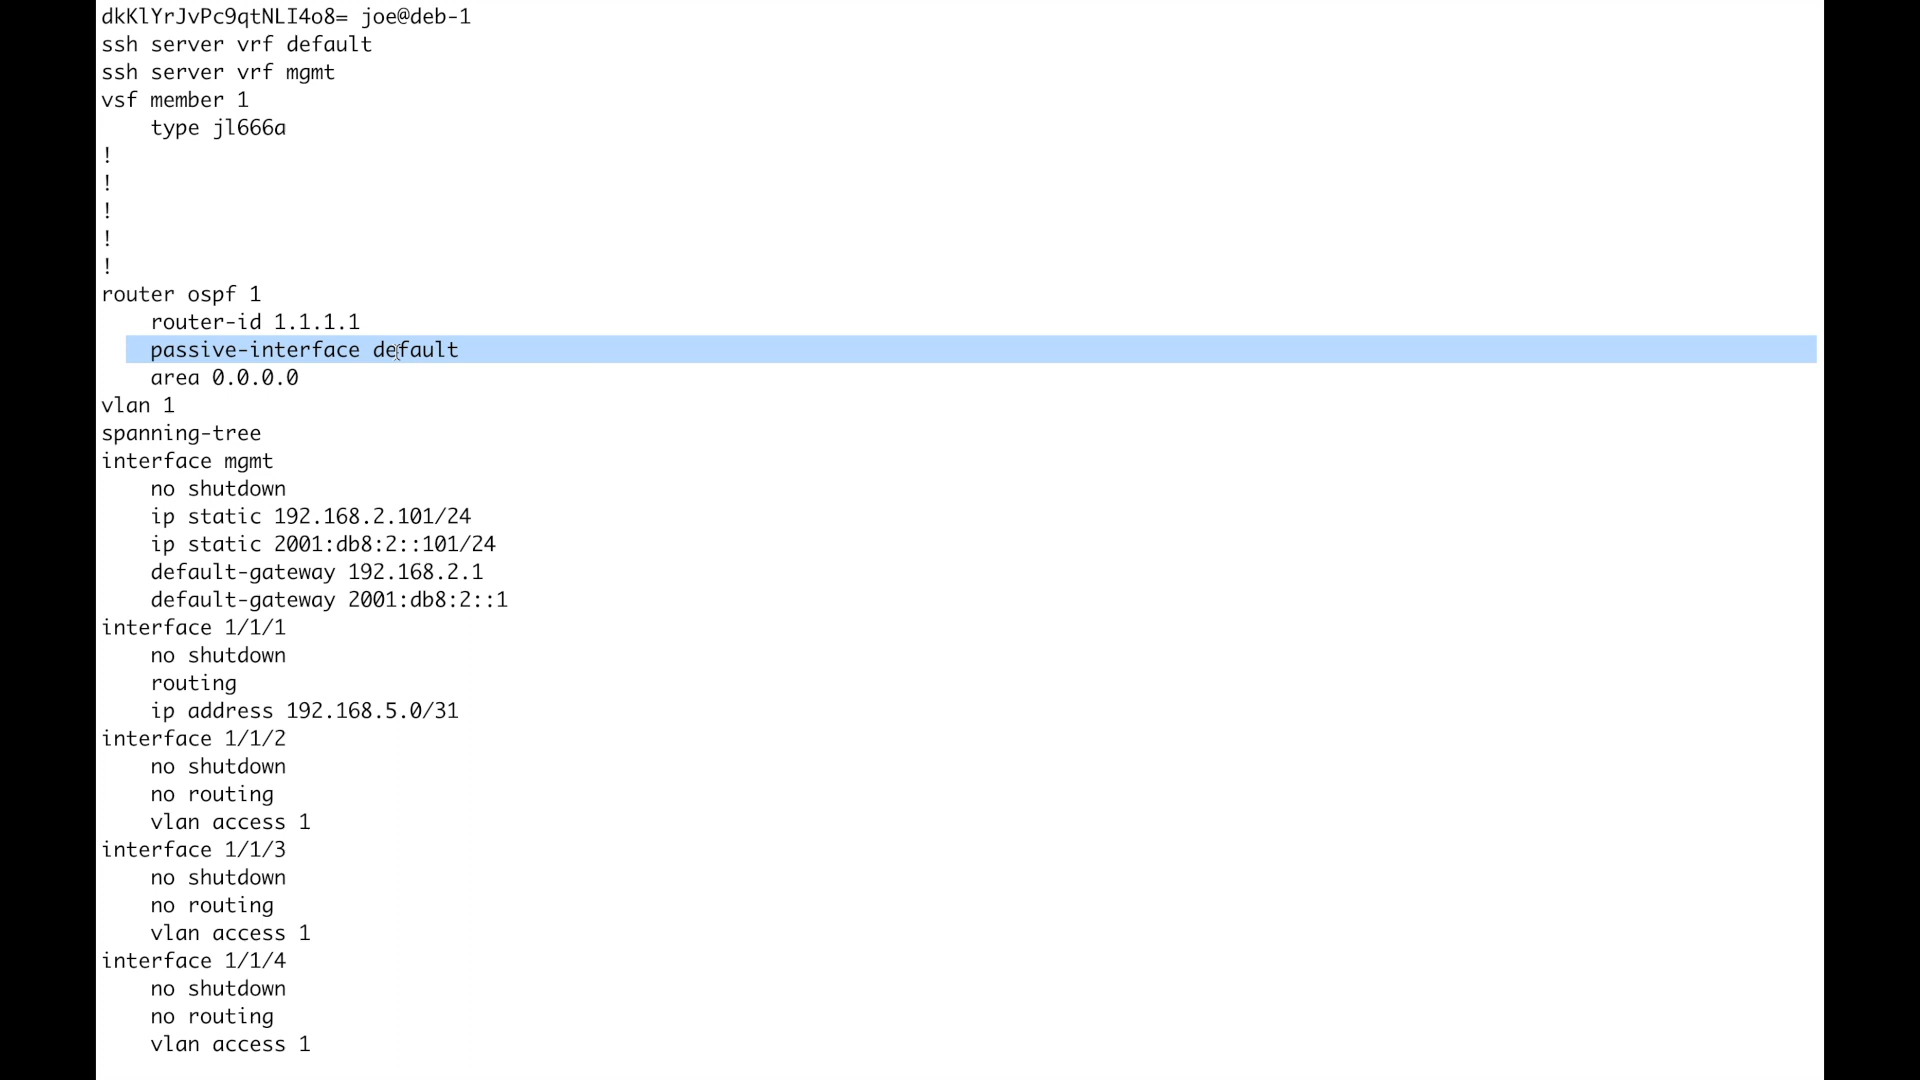 dkKlYrJvPc9qtNLI4o8= joe@deb-1
ssh server vrf default
ssh server vrf mgmt
vsf member 1
    type jl666a
!
!
!
!
!
router ospf 1
    router-id 1.1.1.1
    passive-interface default
    area 0.0.0.0
vlan 1
spanning-tree
interface mgmt
    no shutdown
    ip static 192.168.2.101/24
    ip static 2001:db8:2::101/24
    default-gateway 192.168.2.1
    default-gateway 2001:db8:2::1
interface 1/1/1
    no shutdown
    routing
    ip address 192.168.5.0/31
interface 1/1/2
    no shutdown
    no routing
    vlan access 1
interface 1/1/3
    no shutdown
    no routing
    vlan access 1
interface 1/1/4
    no shutdown
    no routing
    vlan access 1